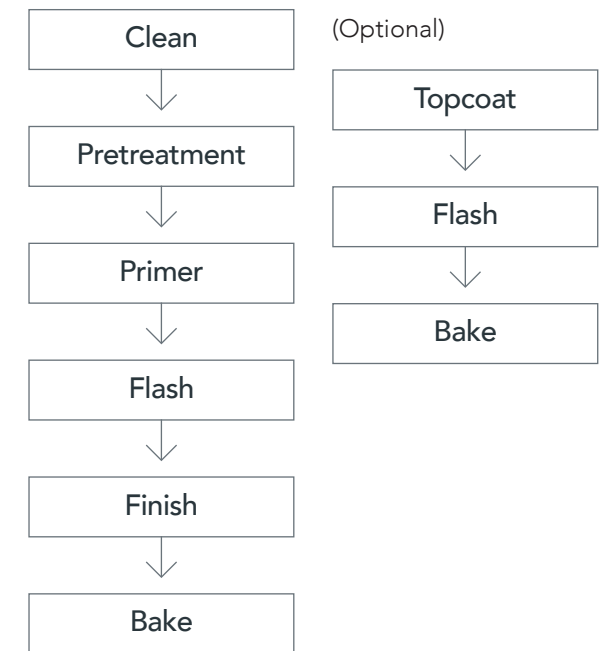 Clean
Pretreatment
Primer
Flash
Finish
Bake
(Optional)
Topcoat
Flash
Bake